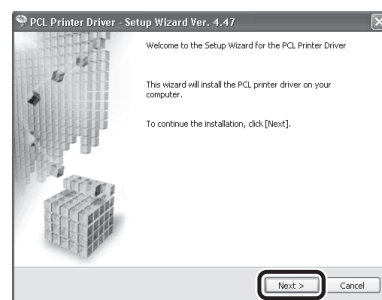 PCL Printer Driver - Setup Wizard Ver. 4.47
Welcome to the Setup Wizard for the PCL Printer Driver
This wizard will install the PCL printer driver on your
computer.
To continue the installation, click [Next].
Next >
Cancel